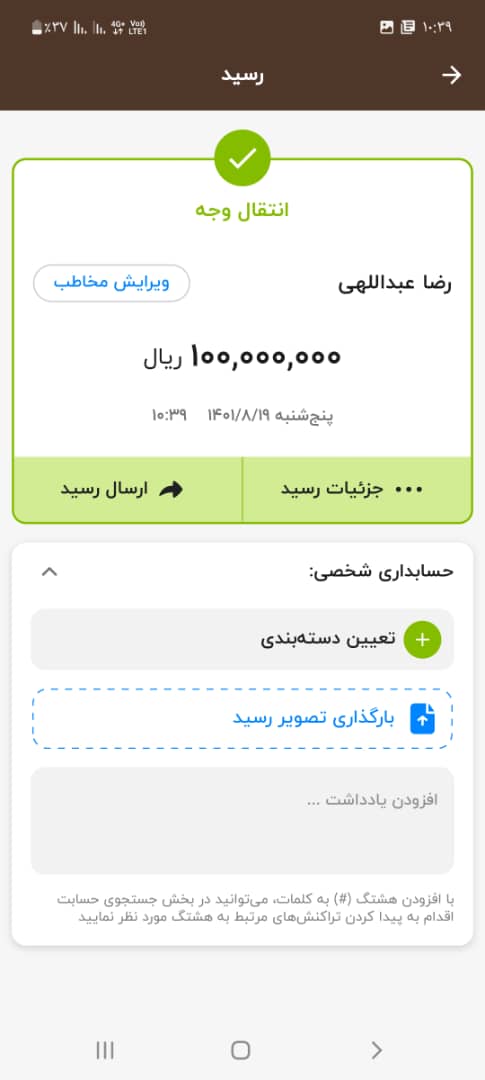 ۱۰:۳۹
٪۳۷
4G+
Vo)) LTE1
رسید
انتقال وجه
رضا عبداللهی
ویرایش مخاطب
۱۰۰,۰۰۰,۰۰۰ ریال
پنج‌شنبه ۱۴۰۱/۸/۱۹ ۱۰:۳۹
جزئیات رسید
ارسال رسید
حسابداری شخصی:
تعیین دسته‌بندی
بارگذاری تصویر رسید
افزودن یادداشت ...
با افزودن هشتگ (#) به کلمات، می‌توانید در بخش جستجوی حسابت
اقدام به پیدا کردن تراکنش‌های مرتبط به هشتگ مورد نظر نمایید